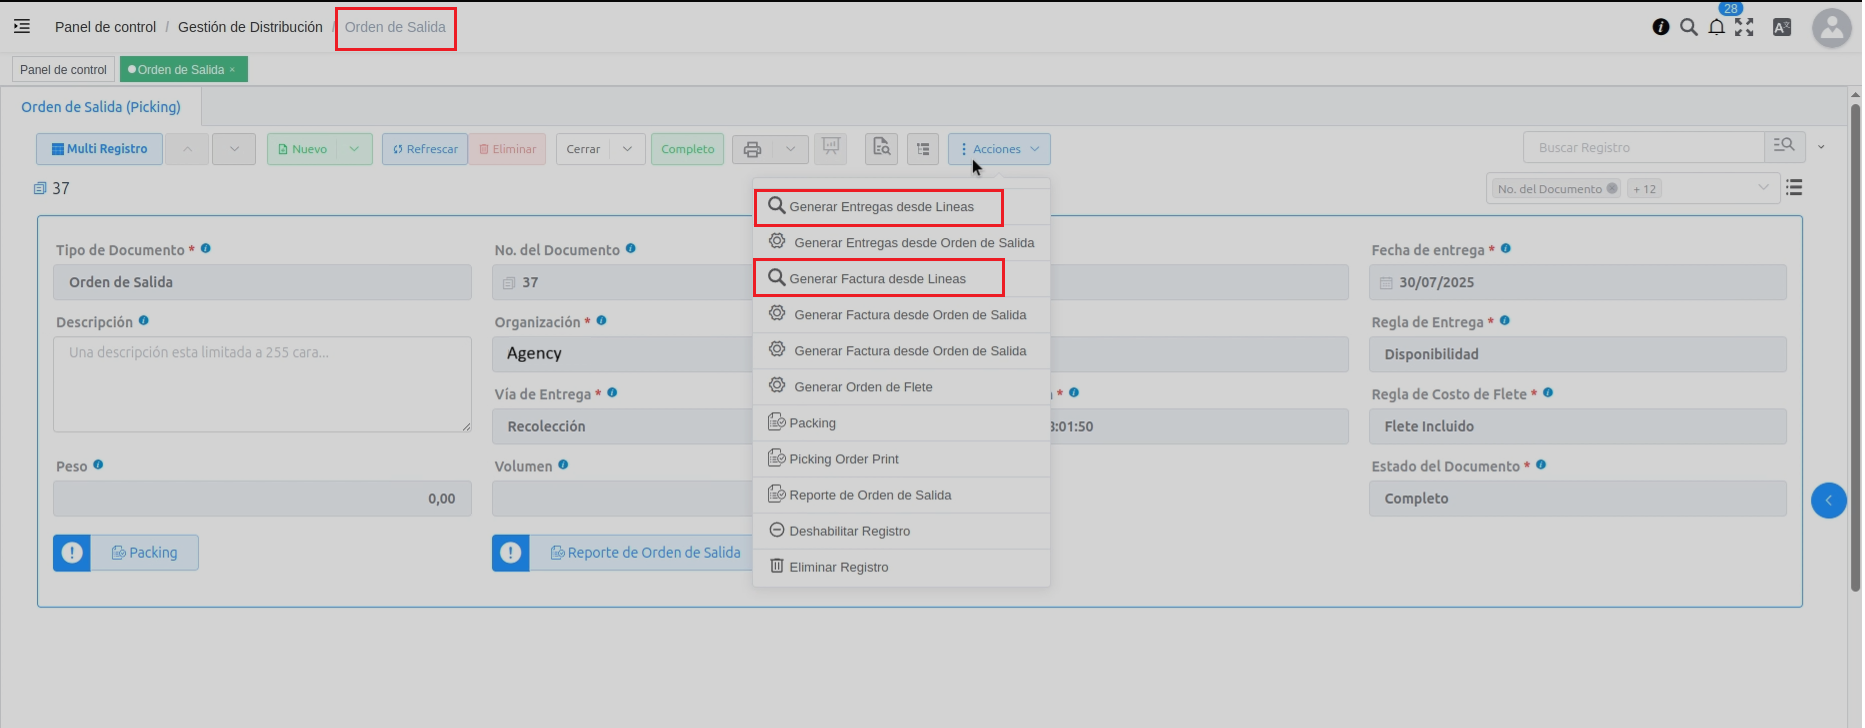 Panel de control / Gestión de Distribución / Orden de Salida
28
Panel de control
Orden de Salida ×
Orden de Salida (Picking)
Multi Registro
Nuevo
Refrescar
Eliminar
Cerrar
Completo
Acciones
Buscar Registro
37
No. del Documento
+ 12
Generar Entregas desde Lineas
Generar Entregas desde Orden de Salida
Generar Factura desde Lineas
Generar Factura desde Orden de Salida
Generar Factura desde Orden de Salida
Generar Orden de Flete
Packing
Picking Order Print
Reporte de Orden de Salida
Deshabilitar Registro
Eliminar Registro
Tipo de Documento *
Orden de Salida
No. del Documento
37
Fecha de entrega *
30/07/2025
Descripción
Una descripción esta limitada a 255 cara...
Organización *
Agency
Regla de Entrega *
Disponibilidad
Vía de Entrega *
Recolección
*
:01:50
Regla de Costo de Flete *
Flete Incluido
Peso
0,00
Volumen
Estado del Documento *
Completo
Packing
Reporte de Orden de Salida